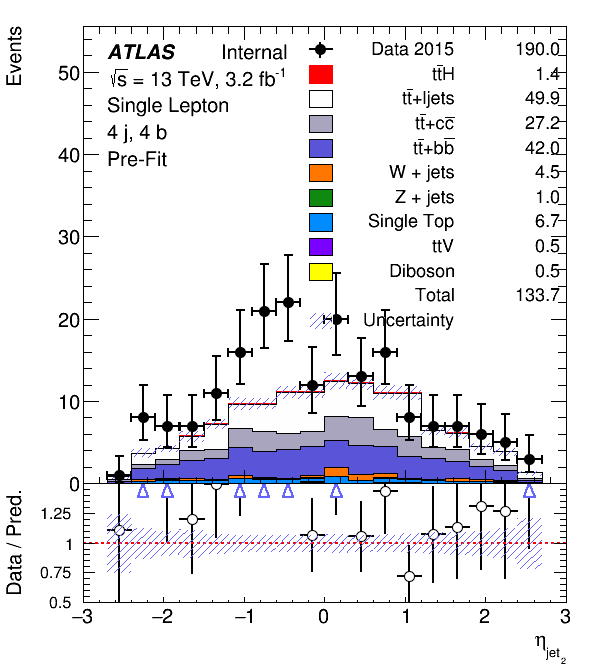 ATLAS Internal
√s = 13 TeV, 3.2 fb⁻¹
Single Lepton
4 j, 4 b
Pre-Fit
Data 2015 190.0
tt̄H 1.4
tt̄+ljets 49.9
tt̄+cc̄ 27.2
tt̄+bb̄ 42.0
W + jets 4.5
Z + jets 1.0
Single Top 6.7
ttV 0.5
Diboson 0.5
Total 133.7
Uncertainty
Events
50
40
30
20
10
0
Data / Pred.
1.25
1
0.75
0.5
−3 −2 −1 0 1 2 3
η_jet₂